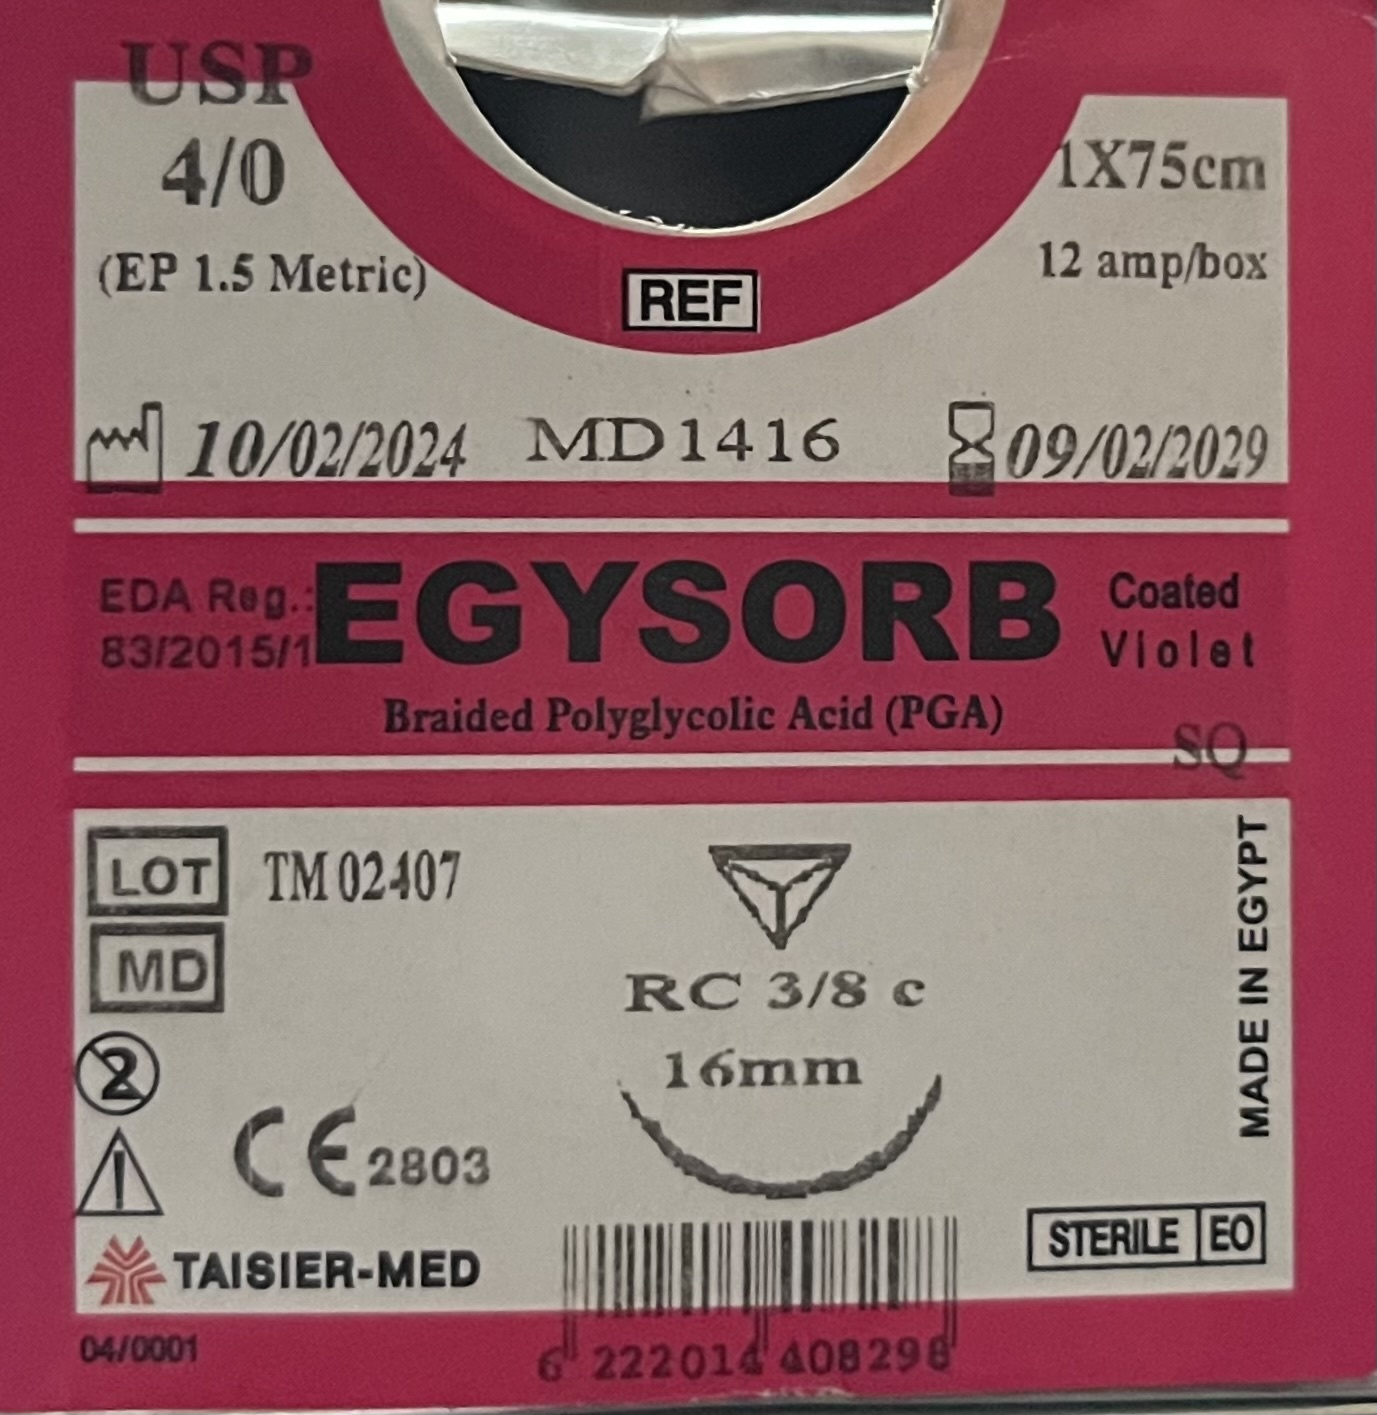 USP
4/0
(EP 1.5 Metric)
1X75cm
12 amp/box
REF
10/02/2024
MD1416
09/02/2029
EDA Reg.:
83/2015/1
EGYSORB
Coated
Violet
Braided Polyglycolic Acid (PGA)
SQ
LOT TM 02407
MD
2
RC 3/8 c
16mm
MADE IN EGYPT
CE 2803
TAISIER-MED
STERILE EO
04/0001
6 222014 408298